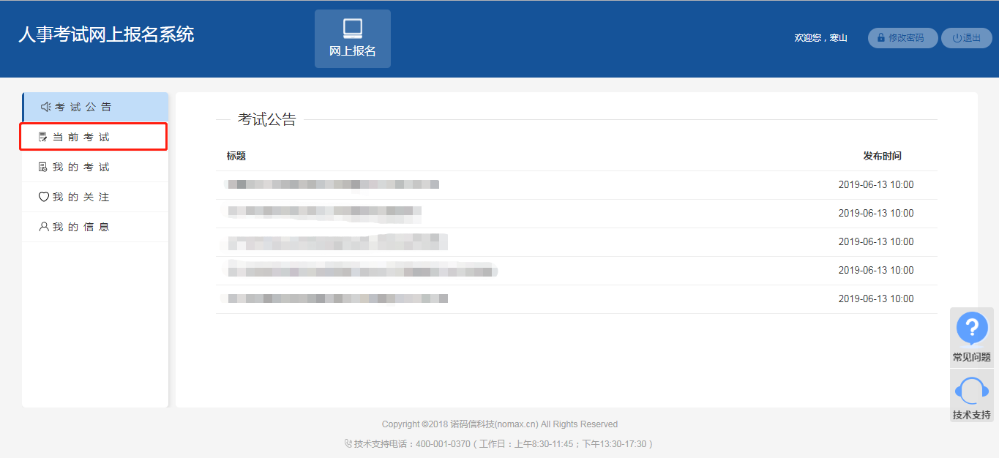 人事考试网上报名系统
网上报名
欢迎您，寒山
修改密码
退出
考试公告
当前考试
我的考试
我的关注
我的信息
考试公告
标题 发布时间
2019-06-13 10:00
2019-06-13 10:00
2019-06-13 10:00
2019-06-13 10:00
2019-06-13 10:00
?
常见问题
技术支持
Copyright ©2018 诺码信科技(nomax.cn) All Rights Reserved
技术支持电话：400-001-0370（工作日：上午8:30-11:45；下午13:30-17:30）